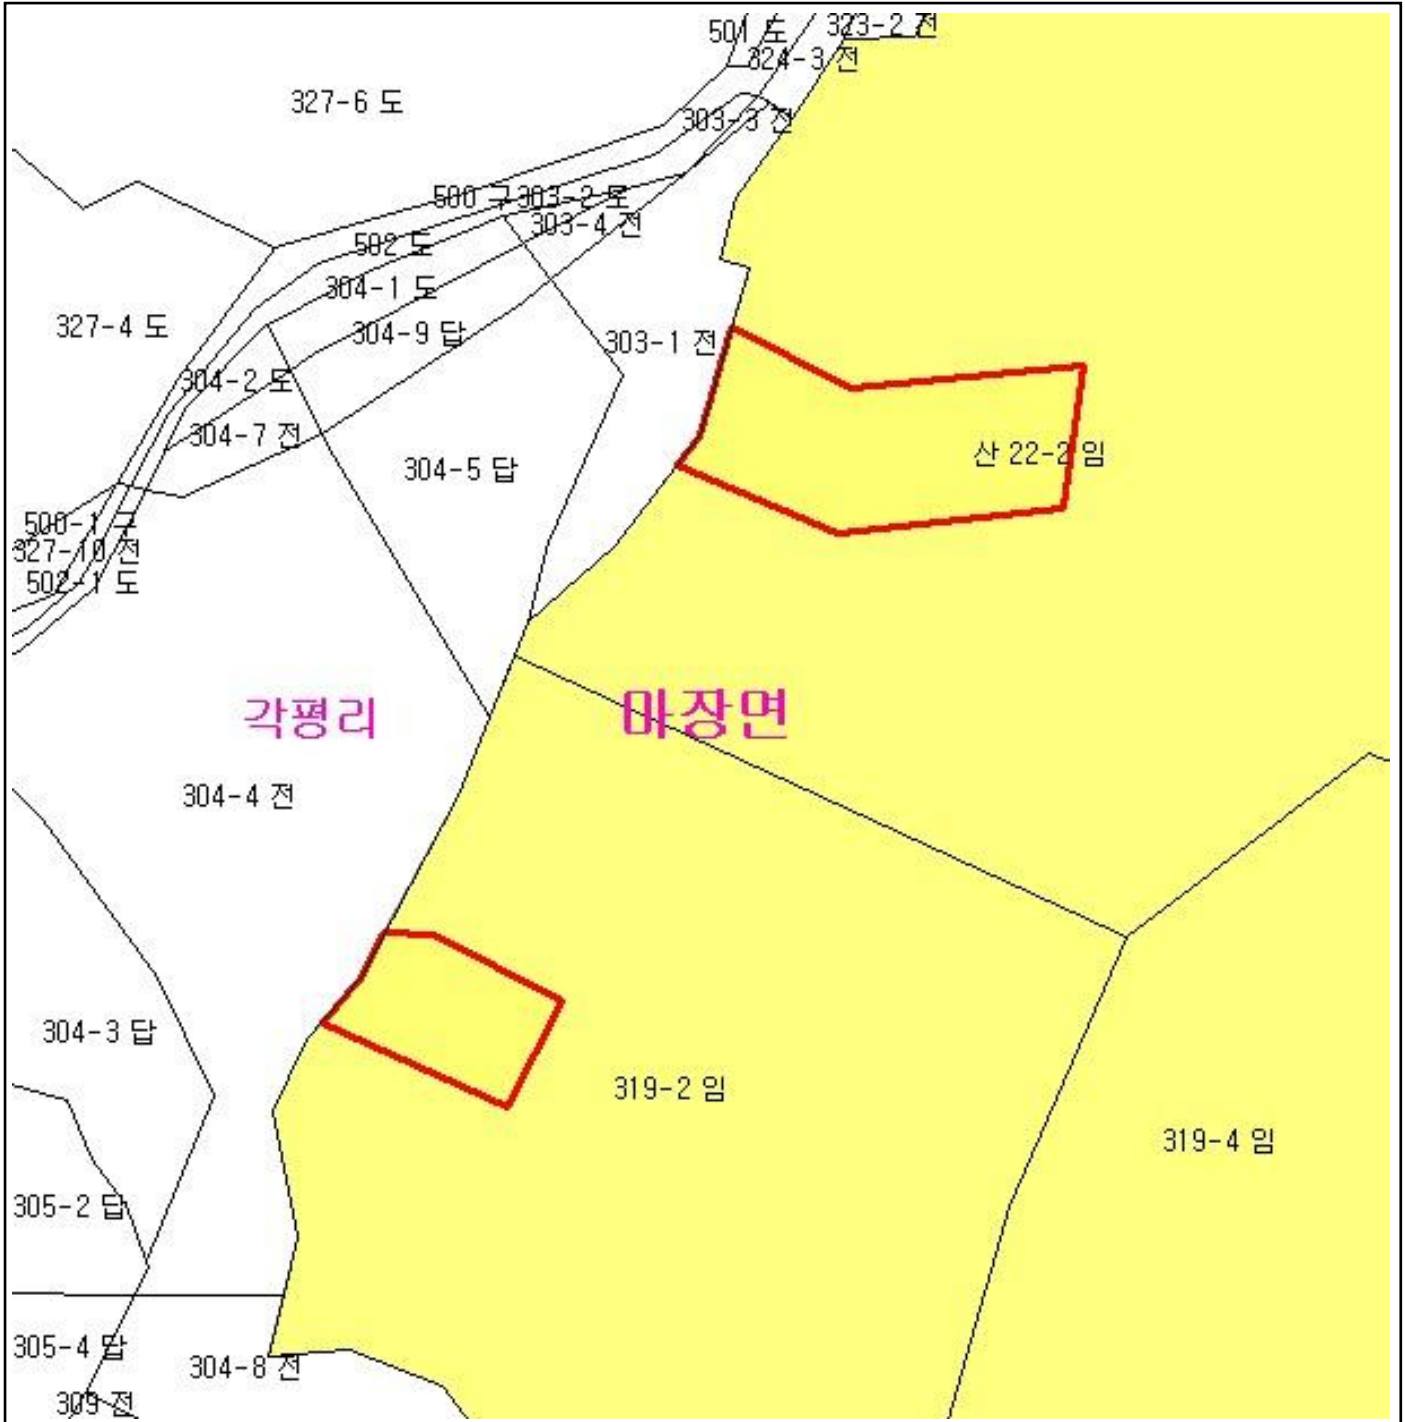 501 도
323-2 전
324-3 전
327-6 도
303-3 전
500 구
303-2 도
303-4 전
502 도
304-1 도
327-4 도
304-9 답
303-1 전
304-2 도
304-7 전
산 22-2 임
304-5 답
500-1 구
327-10 전
502-1 도
각평리
마장면
304-4 전
304-3 답
319-2 임
319-4 임
305-2 답
305-4 답
304-8 전
309 전